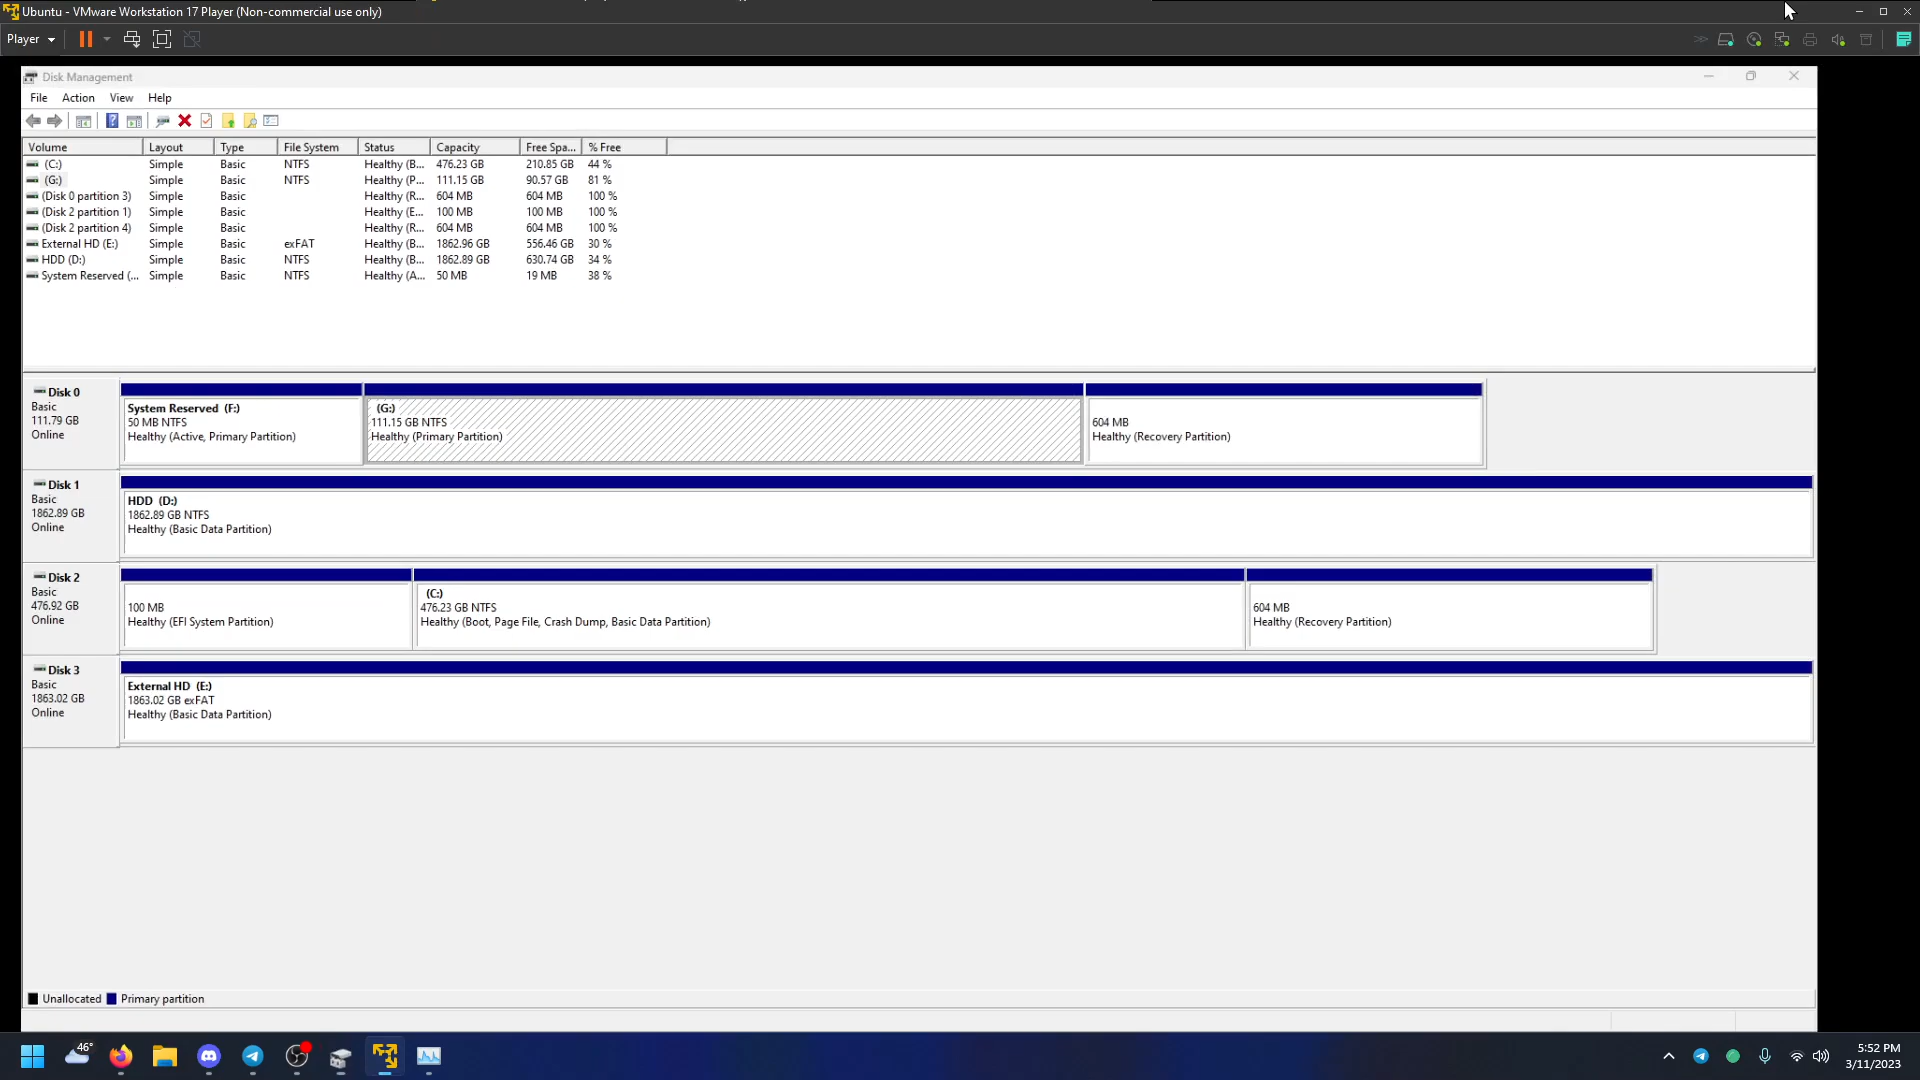 Ubuntu - VMware Workstation 17 Player (Non-commercial use only)
Player
Disk Management
File Action View Help
Volume Layout Type File System Status Capacity Free Spa... % Free
(C:) Simple Basic NTFS Healthy (B... 476.23 GB 210.85 GB 44 %
(G:) Simple Basic NTFS Healthy (P... 111.15 GB 90.57 GB 81 %
(Disk 0 partition 3) Simple Basic Healthy (R... 604 MB 604 MB 100 %
(Disk 2 partition 1) Simple Basic Healthy (E... 100 MB 100 MB 100 %
(Disk 2 partition 4) Simple Basic Healthy (R... 604 MB 604 MB 100 %
External HD (E:) Simple Basic exFAT Healthy (B... 1862.96 GB 556.46 GB 30 %
HDD (D:) Simple Basic NTFS Healthy (B... 1862.89 GB 630.74 GB 34 %
System Reserved (... Simple Basic NTFS Healthy (A... 50 MB 19 MB 38 %
Disk 0
Basic
111.79 GB
Online
System Reserved (F:)
50 MB NTFS
Healthy (Active, Primary Partition)
(G:)
111.15 GB NTFS
Healthy (Primary Partition)
604 MB
Healthy (Recovery Partition)
Disk 1
Basic
1862.89 GB
Online
HDD (D:)
1862.89 GB NTFS
Healthy (Basic Data Partition)
Disk 2
Basic
476.92 GB
Online
100 MB
Healthy (EFI System Partition)
(C:)
476.23 GB NTFS
Healthy (Boot, Page File, Crash Dump, Basic Data Partition)
604 MB
Healthy (Recovery Partition)
Disk 3
Basic
1863.02 GB
Online
External HD (E:)
1863.02 GB exFAT
Healthy (Basic Data Partition)
Unallocated Primary partition
46°
5:52 PM
3/11/2023